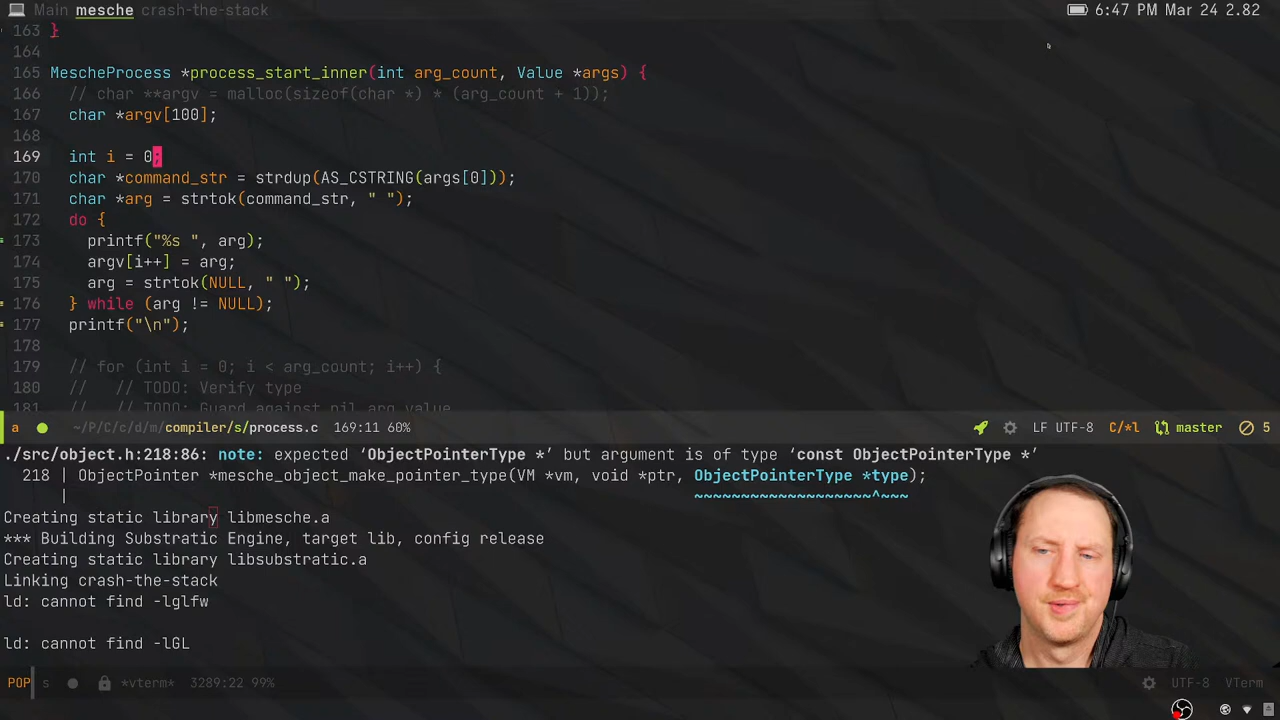 Main mesche crash-the-stack 6:47 PM Mar 24 2.82
163 }
164
165 MescheProcess *process_start_inner(int arg_count, Value *args) {
166 // char **argv = malloc(sizeof(char *) * (arg_count + 1));
167 char *argv[100];
168
169 int i = 0;
170 char *command_str = strdup(AS_CSTRING(args[0]));
171 char *arg = strtok(command_str, " ");
172 do {
173 printf("%s ", arg);
174 argv[i++] = arg;
175 arg = strtok(NULL, " ");
176 } while (arg != NULL);
177 printf("\n");
178
179 // for (int i = 0; i < arg_count; i++) {
180 // // TODO: Verify type
181 // // TODO: Guard against nil arg value
a ~/P/C/c/d/m/compiler/s/process.c 169:11 60% LF UTF-8 C/*l master 5
./src/object.h:218:86: note: expected ‘ObjectPointerType *’ but argument is of type ‘const ObjectPointerType *’
218 | ObjectPointer *mesche_object_make_pointer_type(VM *vm, void *ptr, ObjectPointerType *type);
| ~~~~~~~~~~~~~~~~~~~^~~~
Creating static library libmesche.a
*** Building Substratic Engine, target lib, config release
Creating static library libsubstratic.a
Linking crash-the-stack
ld: cannot find -lglfw
ld: cannot find -lGL
POP s *vterm* 3289:22 99% UTF-8 VTerm